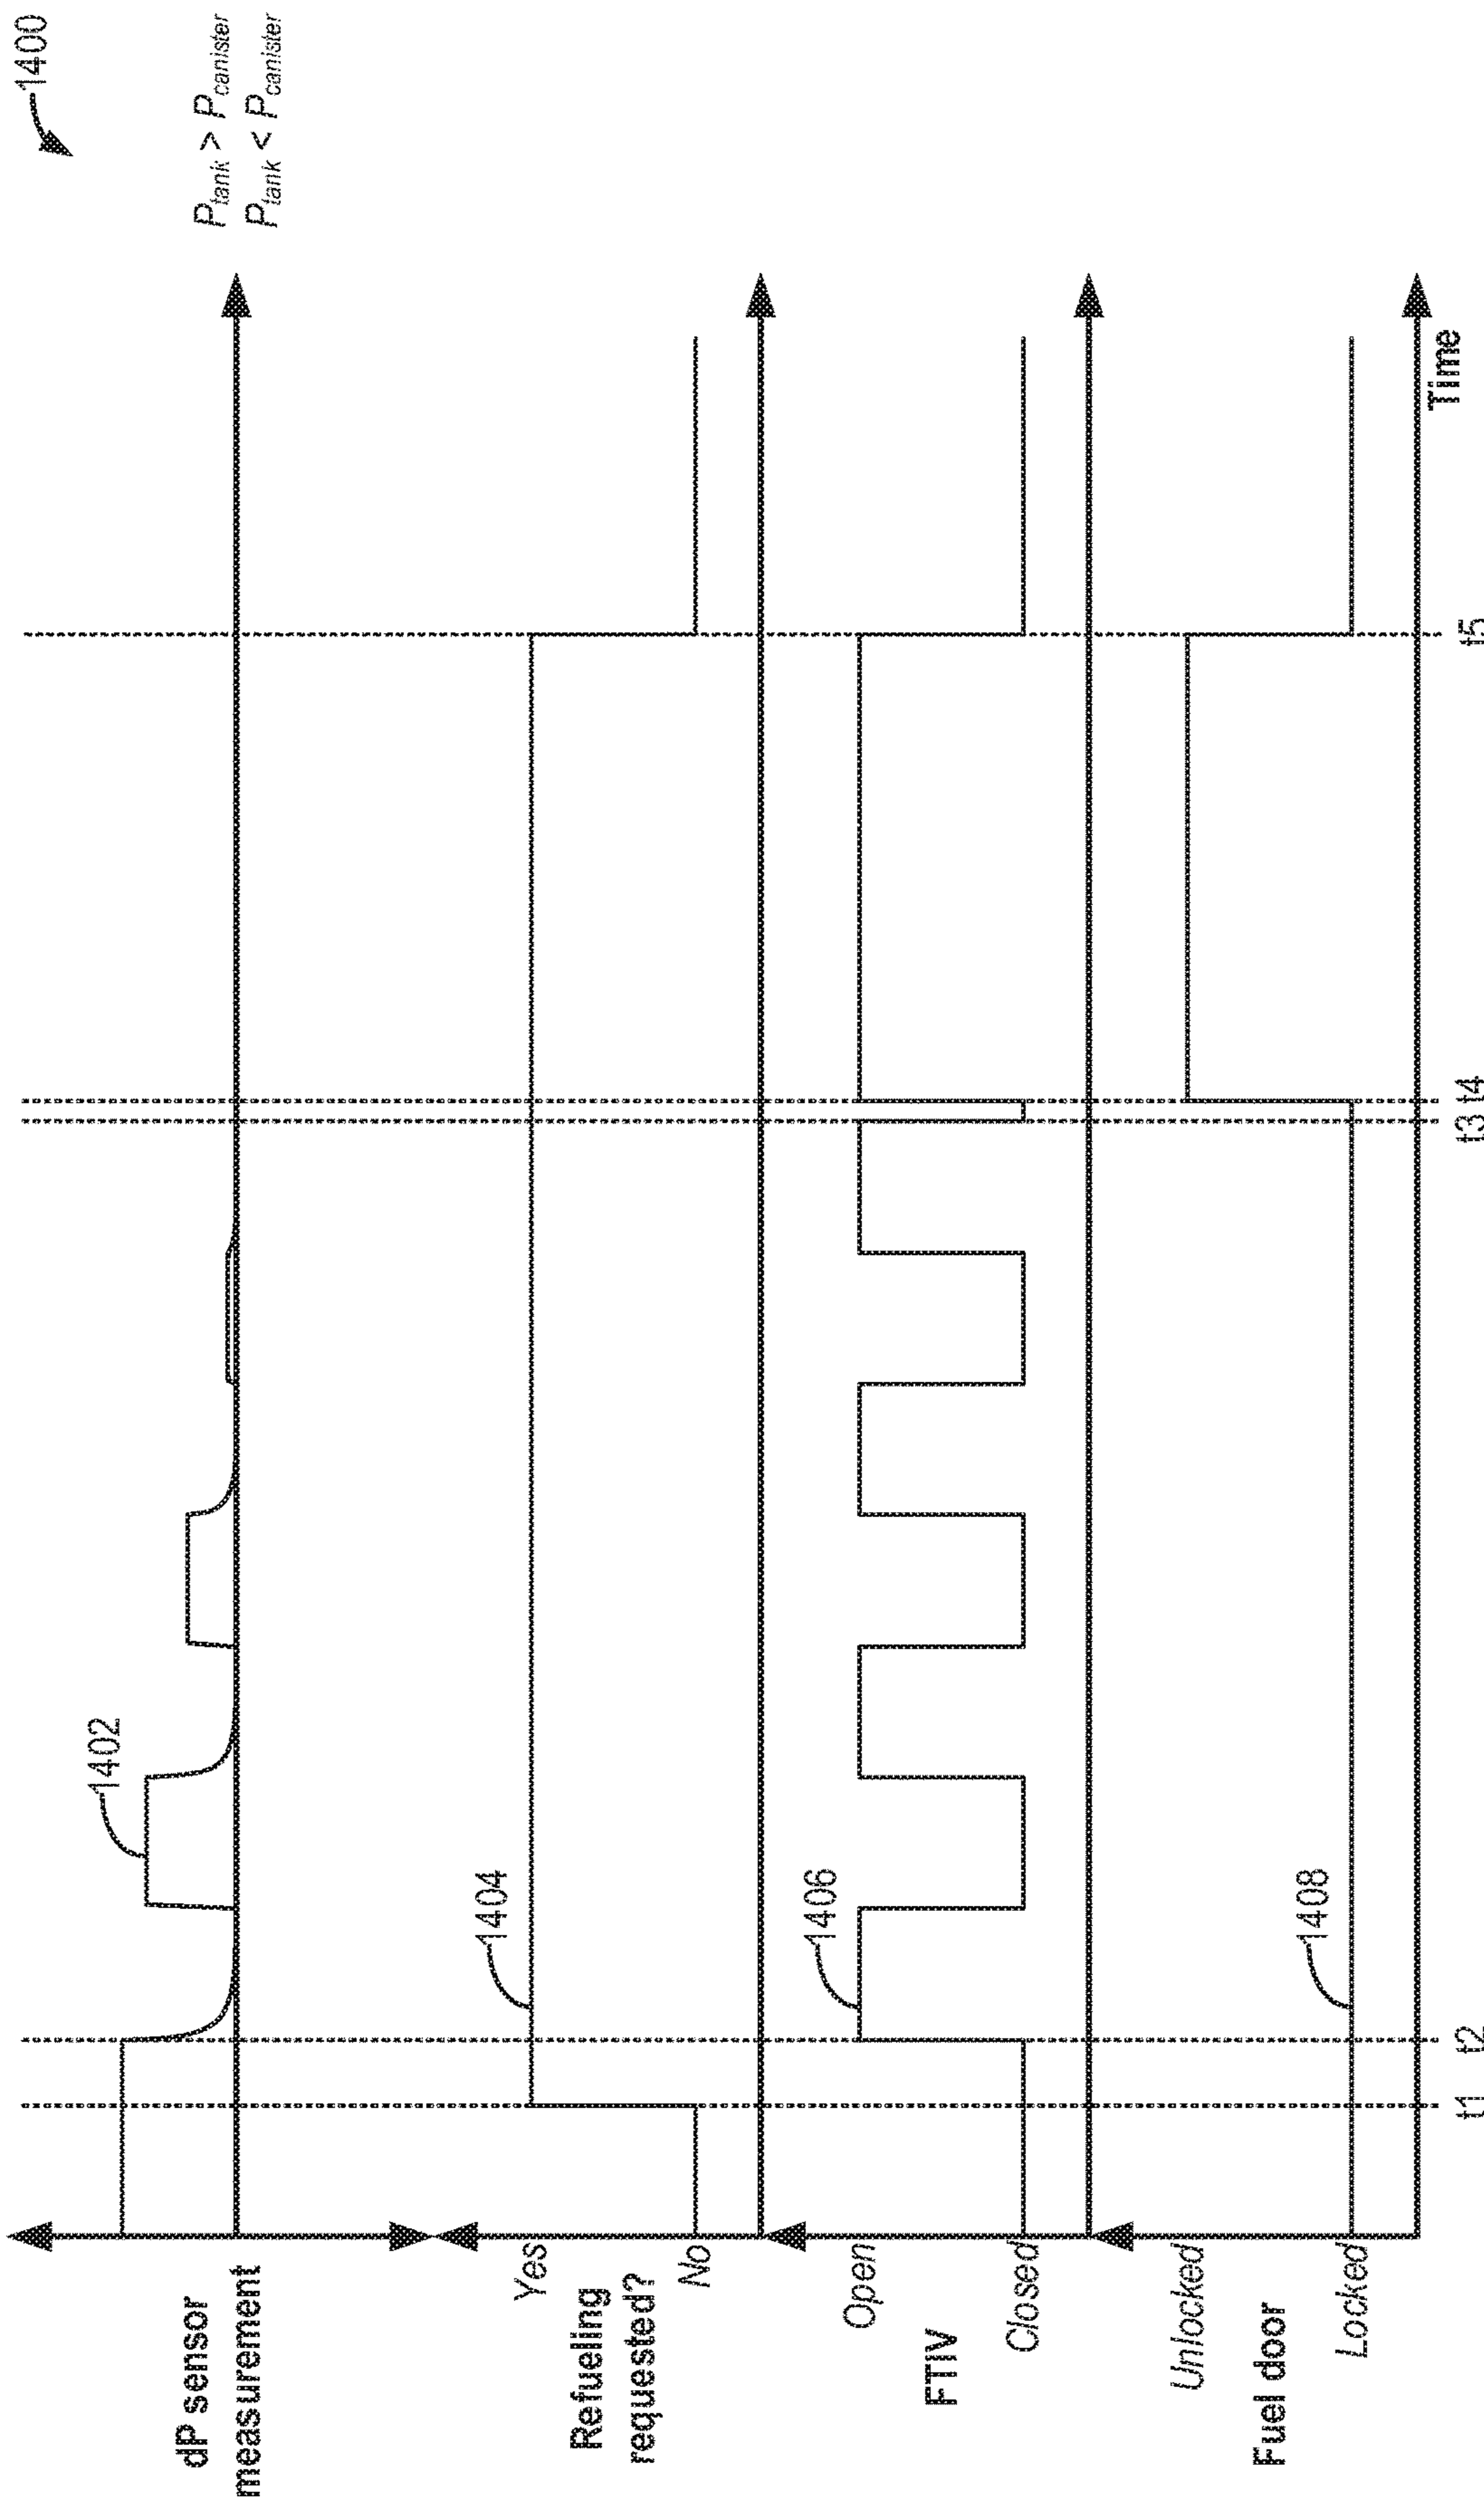 1400
P_tank > P_canister
P_tank < P_canister
dP sensor
measurement
1402
Refuelling
requested?
Yes
No
1404
FTIV
Open
Closed
1406
Fuel door
Unlocked
Locked
1408
Time
t1 t2 t3 t4 t5